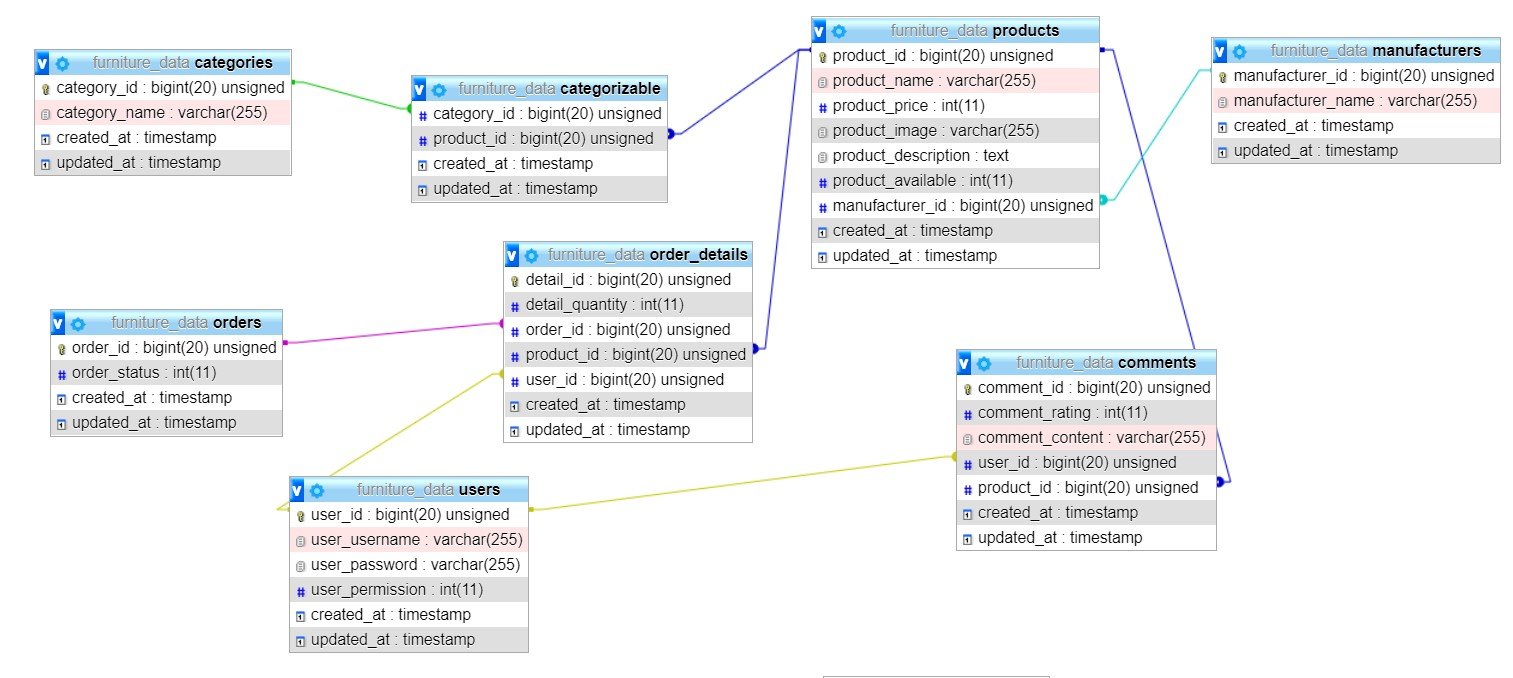 furniture_data categories
category_id : bigint(20) unsigned
category_name : varchar(255)
created_at : timestamp
updated_at : timestamp
furniture_data categorizable
category_id : bigint(20) unsigned
product_id : bigint(20) unsigned
created_at : timestamp
updated_at : timestamp
furniture_data products
product_id : bigint(20) unsigned
product_name : varchar(255)
product_price : int(11)
product_image : varchar(255)
product_description : text
product_available : int(11)
manufacturer_id : bigint(20) unsigned
created_at : timestamp
updated_at : timestamp
furniture_data manufacturers
manufacturer_id : bigint(20) unsigned
manufacturer_name : varchar(255)
created_at : timestamp
updated_at : timestamp
furniture_data orders
order_id : bigint(20) unsigned
order_status : int(11)
created_at : timestamp
updated_at : timestamp
furniture_data order_details
detail_id : bigint(20) unsigned
detail_quantity : int(11)
order_id : bigint(20) unsigned
product_id : bigint(20) unsigned
user_id : bigint(20) unsigned
created_at : timestamp
updated_at : timestamp
furniture_data comments
comment_id : bigint(20) unsigned
comment_rating : int(11)
comment_content : varchar(255)
user_id : bigint(20) unsigned
product_id : bigint(20) unsigned
created_at : timestamp
updated_at : timestamp
furniture_data users
user_id : bigint(20) unsigned
user_username : varchar(255)
user_password : varchar(255)
user_permission : int(11)
created_at : timestamp
updated_at : timestamp